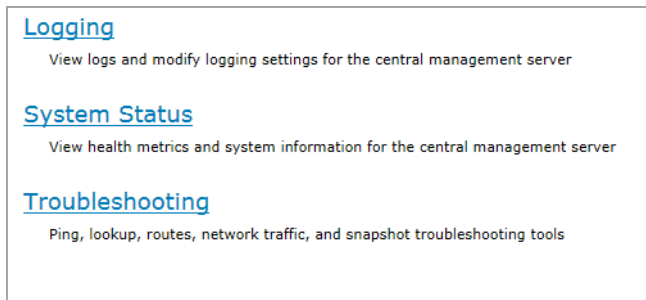 Logging
View logs and modify logging settings for the central management server
System Status
View health metrics and system information for the central management server
Troubleshooting
Ping, lookup, routes, network traffic, and snapshot troubleshooting tools